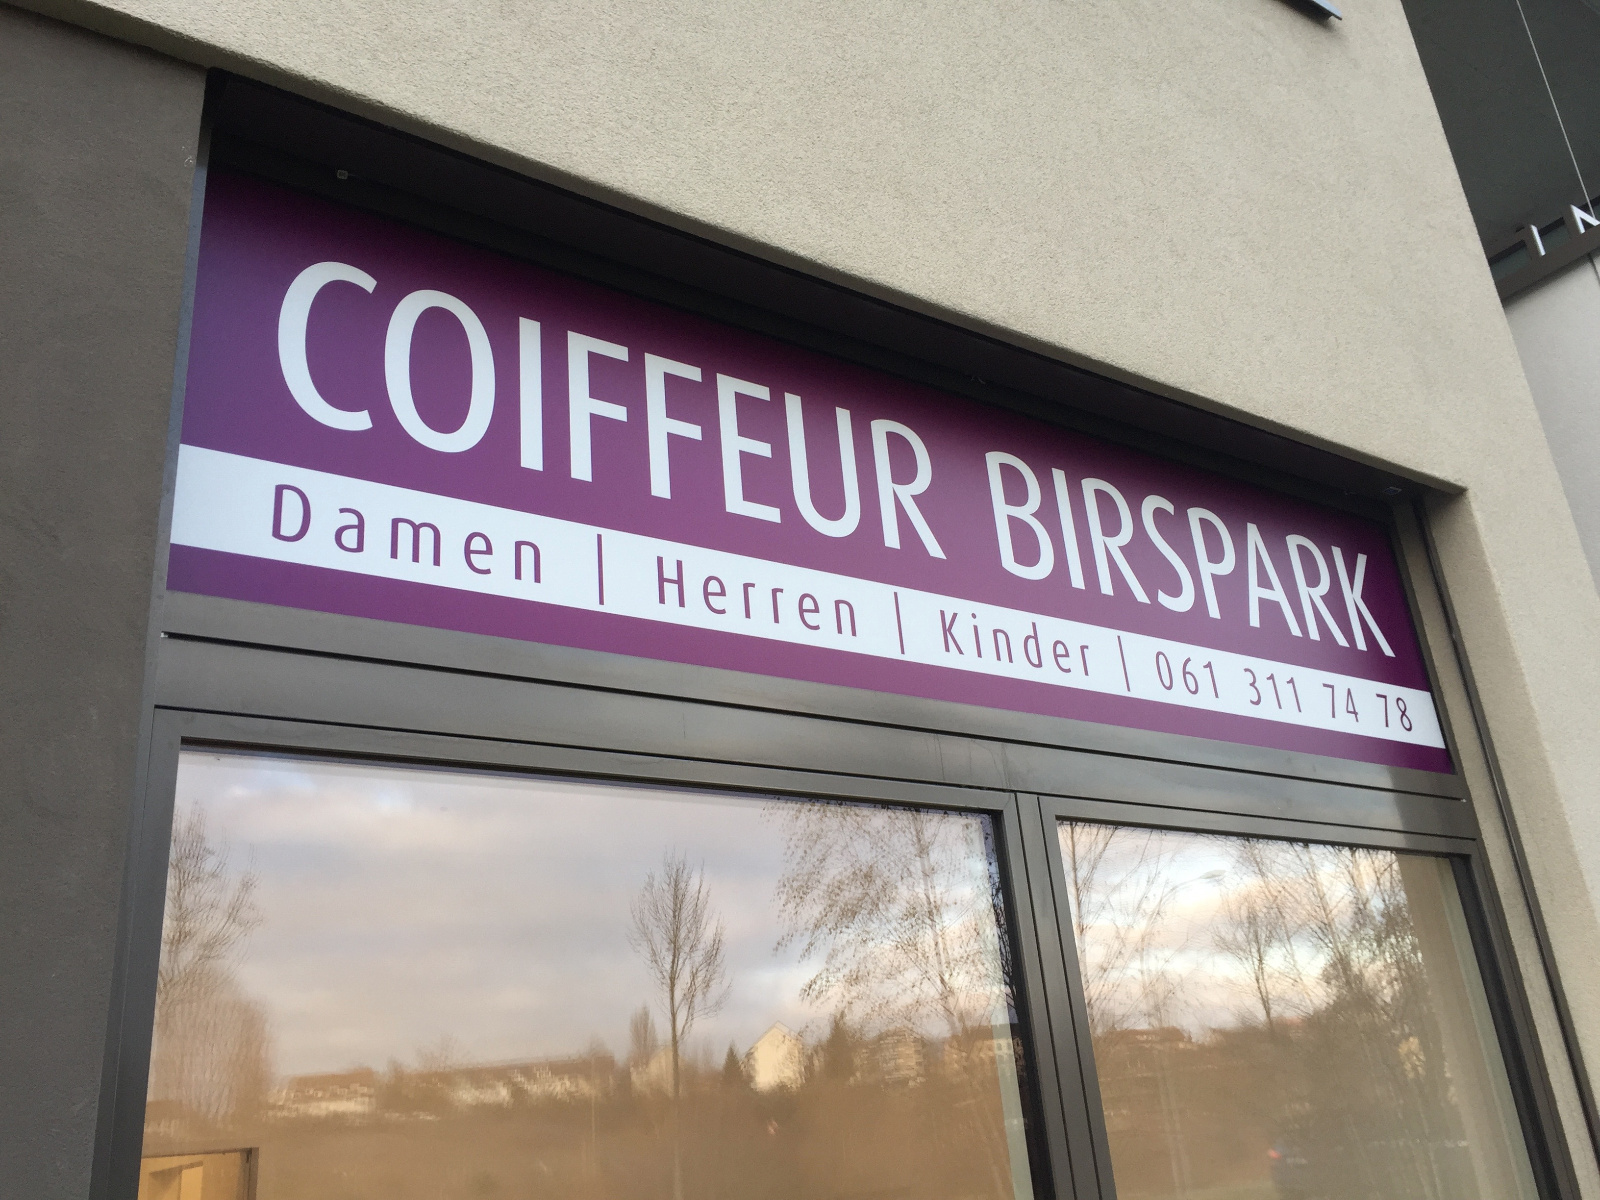 COIFFEUR BIRSPARK
Damen | Herren | Kinder | 061 311 74 78